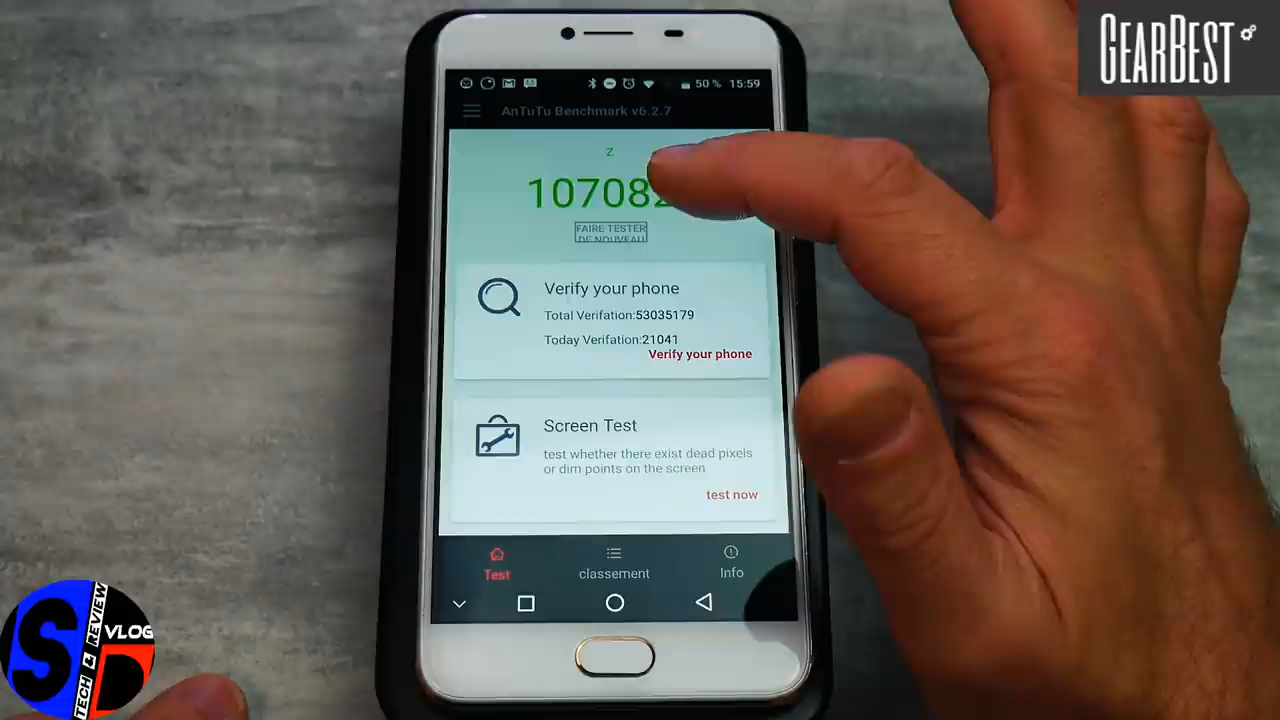 GEARBEST
50 % 15:59
AnTuTu Benchmark v6.2.7
Z
107082
FAIRE TESTER
DE NOUVEAU
Verify your phone
Total Verifation:53035179
Today Verifation:21041
Verify your phone
Screen Test
test whether there exist dead pixels
or dim points on the screen
test now
Test
classement
Info
SD
TECH & REVIEW
VLOG